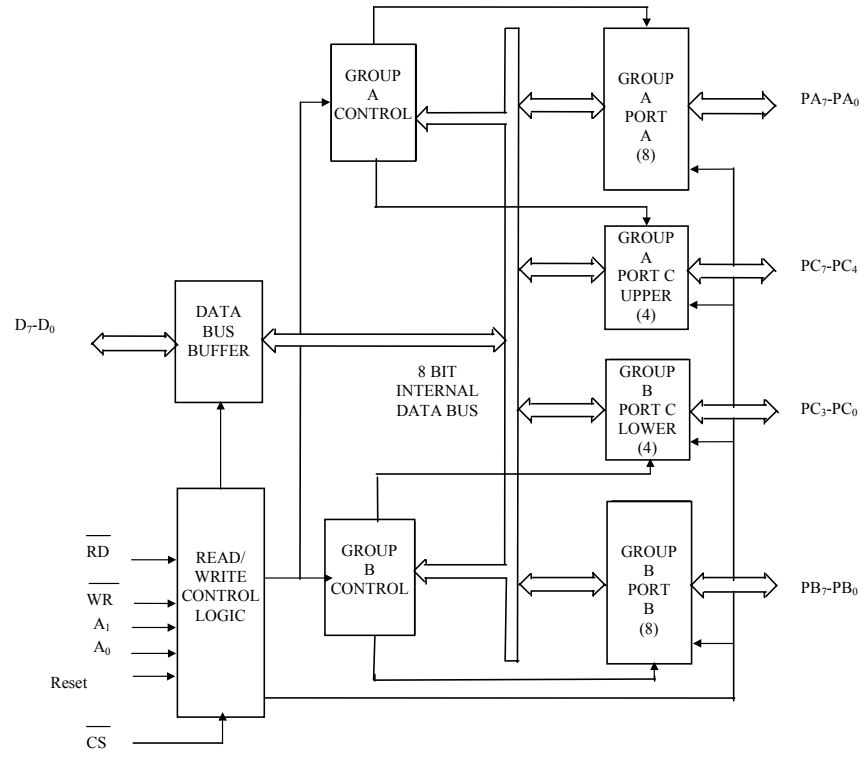 GROUP
A
CONTROL
GROUP
A
PORT
A
(8)
PA₇-PA₀
GROUP
A
PORT C
UPPER
(4)
PC₇-PC₄
D₇-D₀
DATA
BUS
BUFFER
8 BIT
INTERNAL
DATA BUS
GROUP
B
PORT C
LOWER
(4)
PC₃-PC₀
RD
WR
A₁
A₀
Reset
CS
READ/
WRITE
CONTROL
LOGIC
GROUP
B
CONTROL
GROUP
B
PORT
B
(8)
PB₇-PB₀